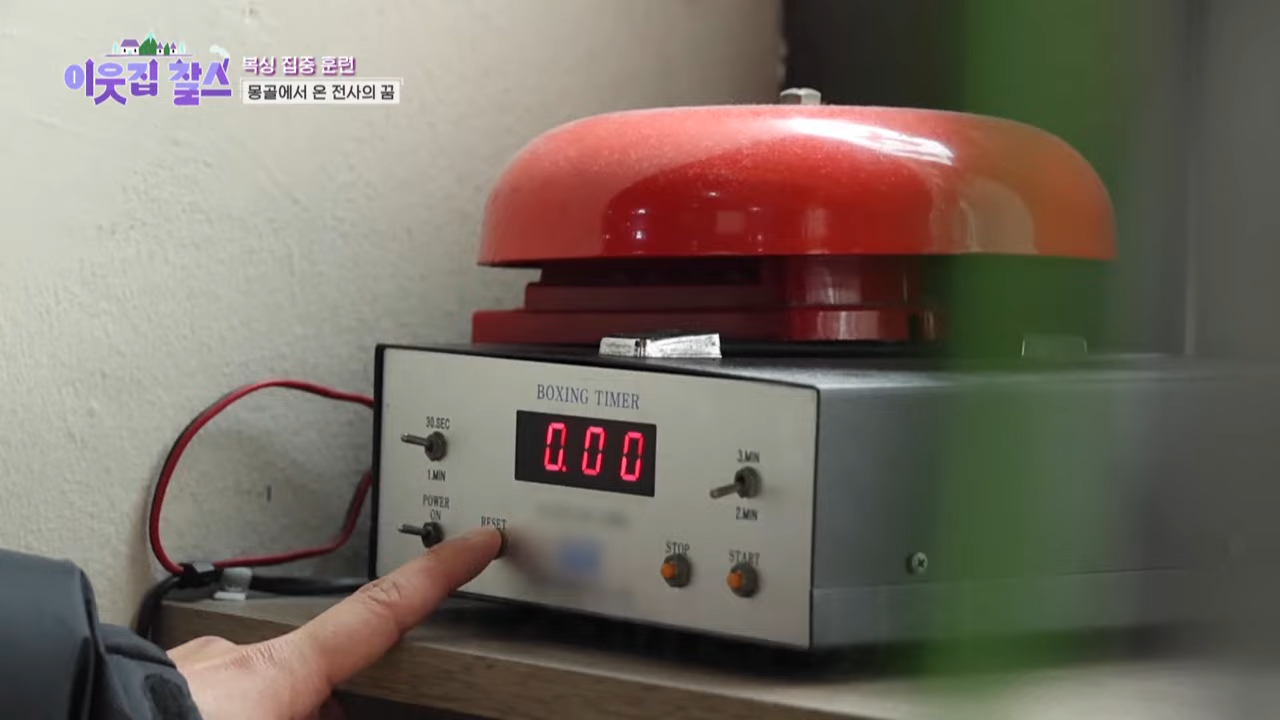 이웃집 찰스
복싱 집중 훈련
몽골에서 온 전사의 꿈
BOXING TIMER
30.SEC
0.00
3.MIN
1.MIN
2.MIN
POWER
ON
RESET
STOP
START